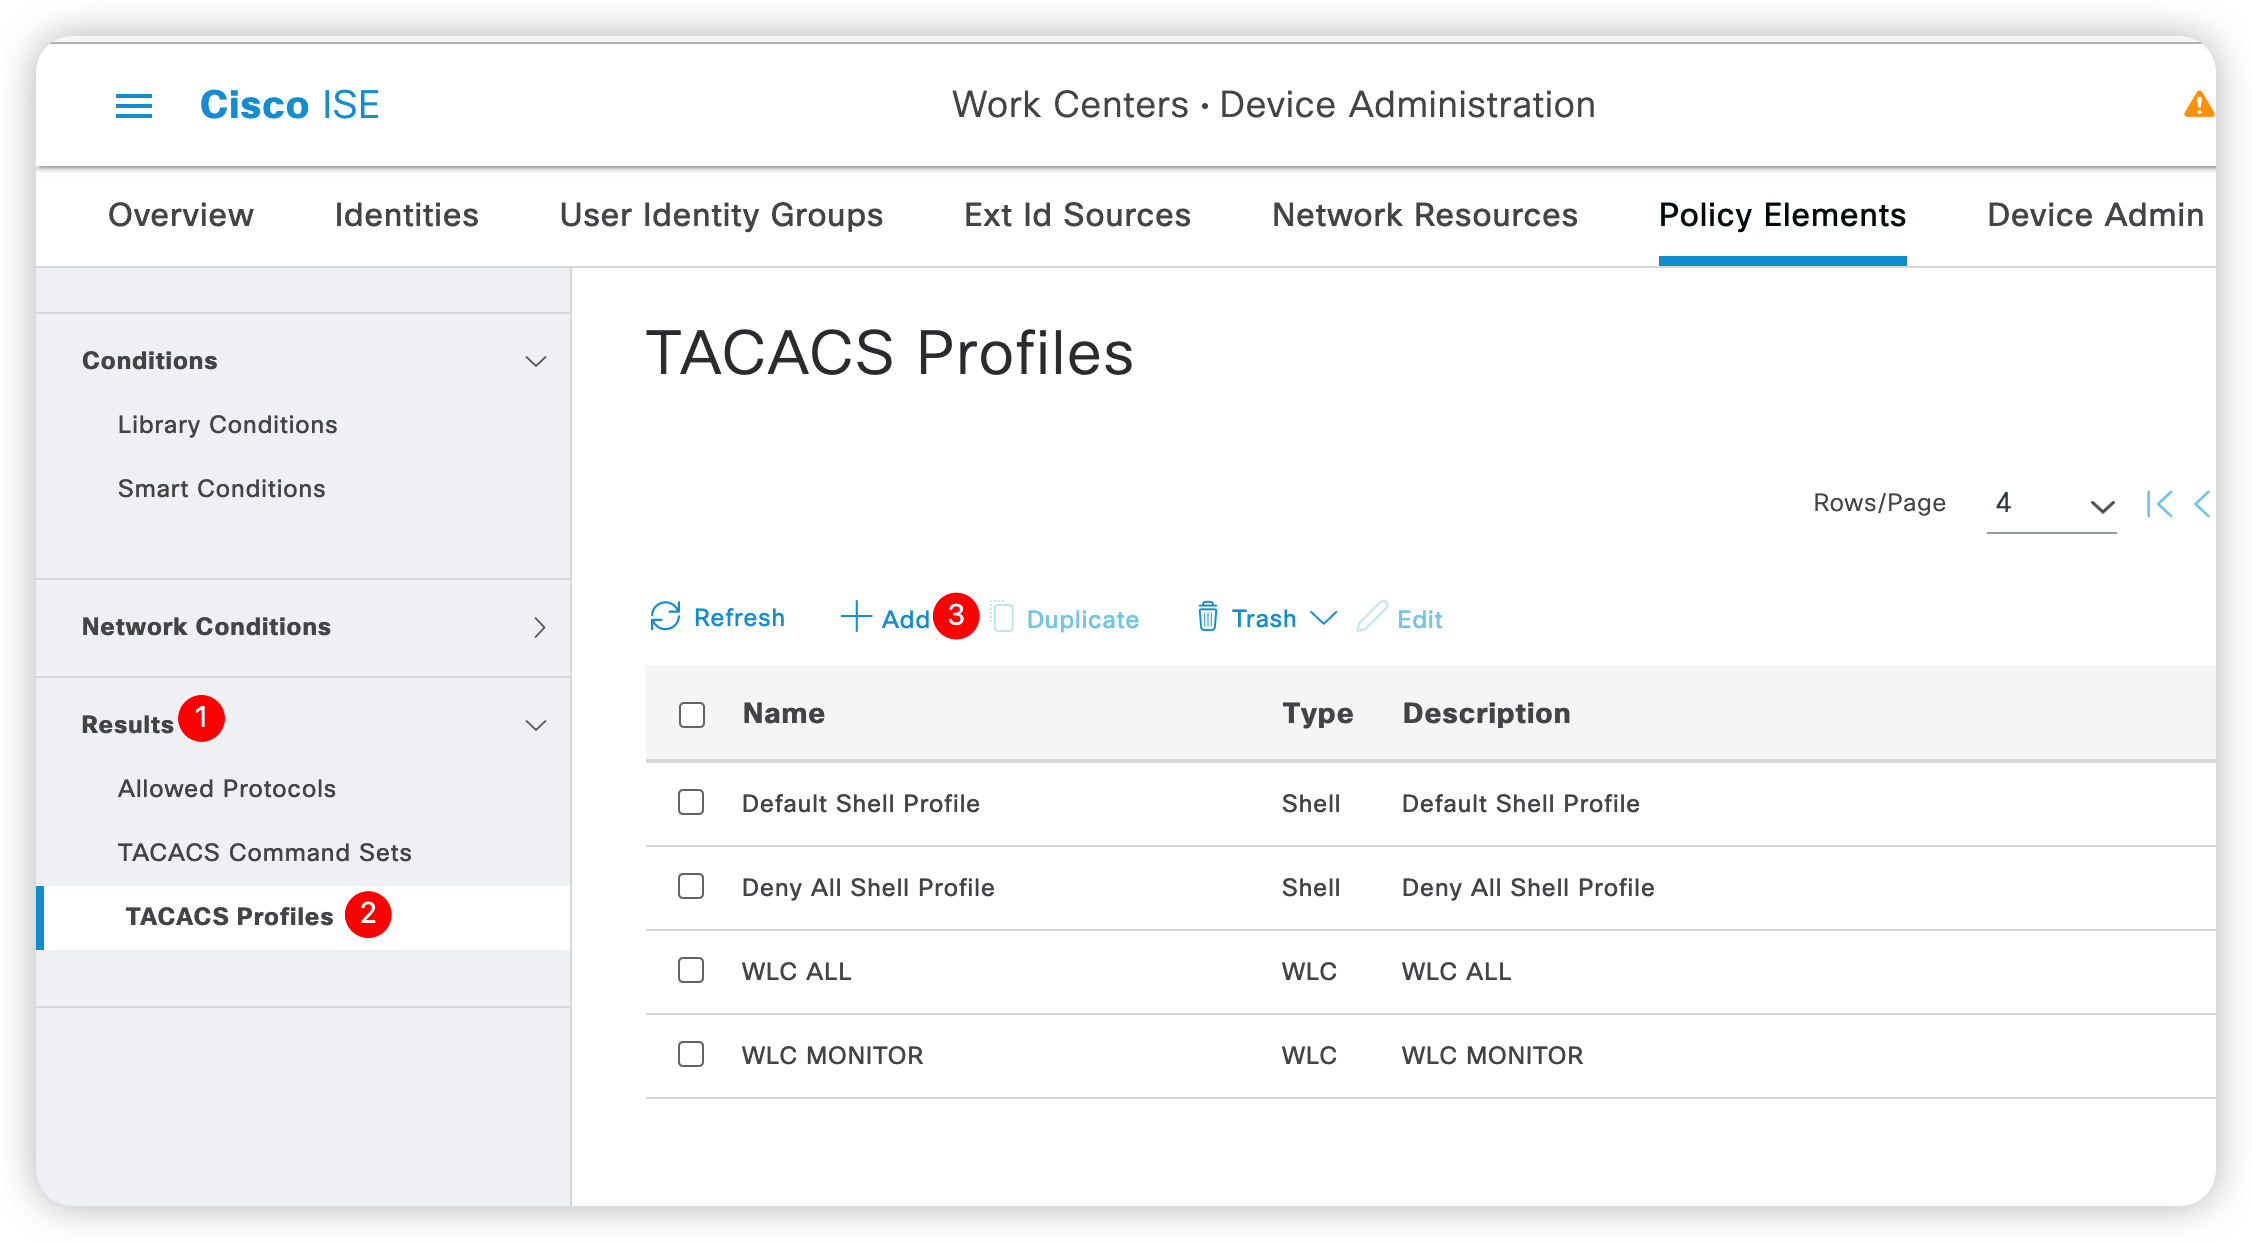 Cisco ISE
Work Centers · Device Administration
Overview Identities User Identity Groups Ext Id Sources Network Resources Policy Elements Device Admin
Conditions
Library Conditions
Smart Conditions
Network Conditions
Results 1
Allowed Protocols
TACACS Command Sets
TACACS Profiles 2
TACACS Profiles
Rows/Page 4
Refresh Add 3 Duplicate Trash Edit
Name Type Description
Default Shell Profile Shell Default Shell Profile
Deny All Shell Profile Shell Deny All Shell Profile
WLC ALL WLC WLC ALL
WLC MONITOR WLC WLC MONITOR